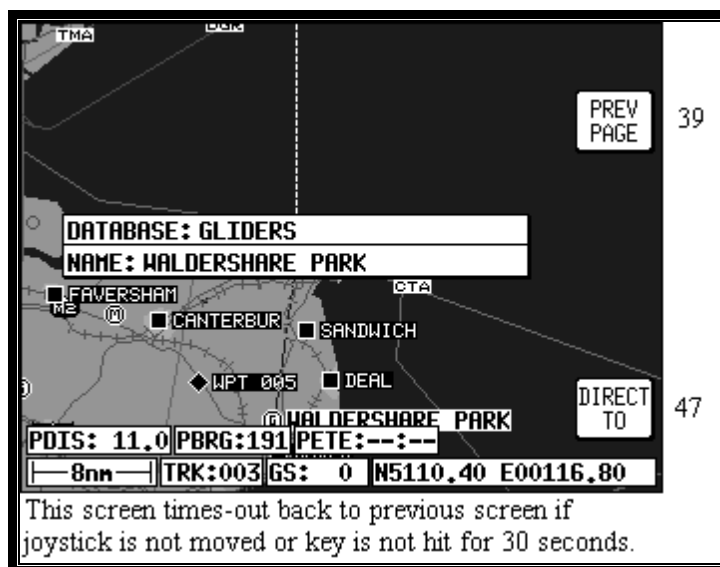 TMA
PREV
PAGE
39
DATABASE: GLIDERS
NAME: WALDERSHARE PARK
CTA
FAVERSHAM
M2
M
CANTERBUR
SANDWICH
WPT 005
DEAL
DIRECT
TO
47
G WALDERSHARE PARK
PDIS: 11.0 PBRG:191 PETE:--:--
8nm TRK:003 GS: 0 N5110.40 E00116.80
This screen times-out back to previous screen if
joystick is not moved or key is not hit for 30 seconds.